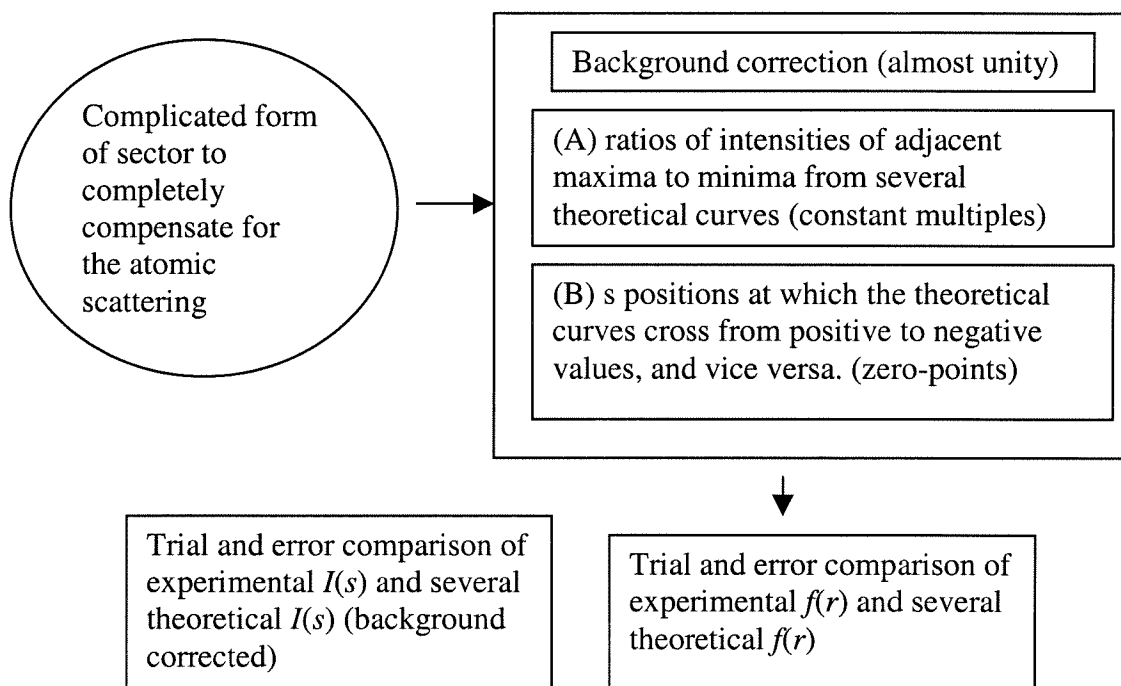 Complicated form
of sector to
completely
compensate for
the atomic
scattering
Background correction (almost unity)
(A) ratios of intensities of adjacent
maxima to minima from several
theoretical curves (constant multiples)
(B) s positions at which the theoretical
curves cross from positive to negative
values, and vice versa. (zero-points)
Trial and error comparison of
experimental I(s) and several
theoretical I(s) (background
corrected)
Trial and error comparison of
experimental f(r) and several
theoretical f(r)